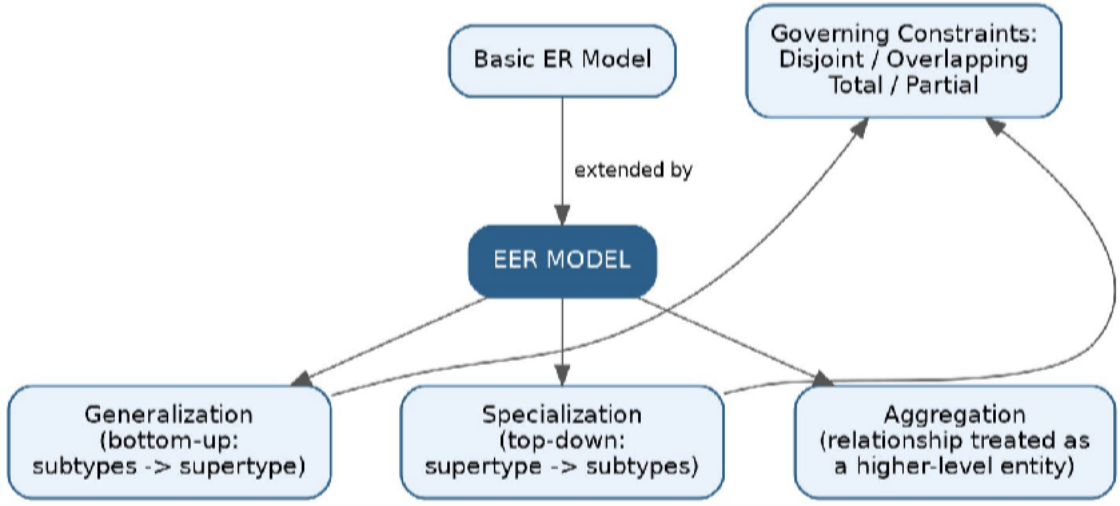 Basic ER Model
Governing Constraints:
Disjoint / Overlapping
Total / Partial
extended by
EER MODEL
Generalization
(bottom-up:
subtypes -> supertype)
Specialization
(top-down:
supertype -> subtypes)
Aggregation
(relationship treated as
a higher-level entity)